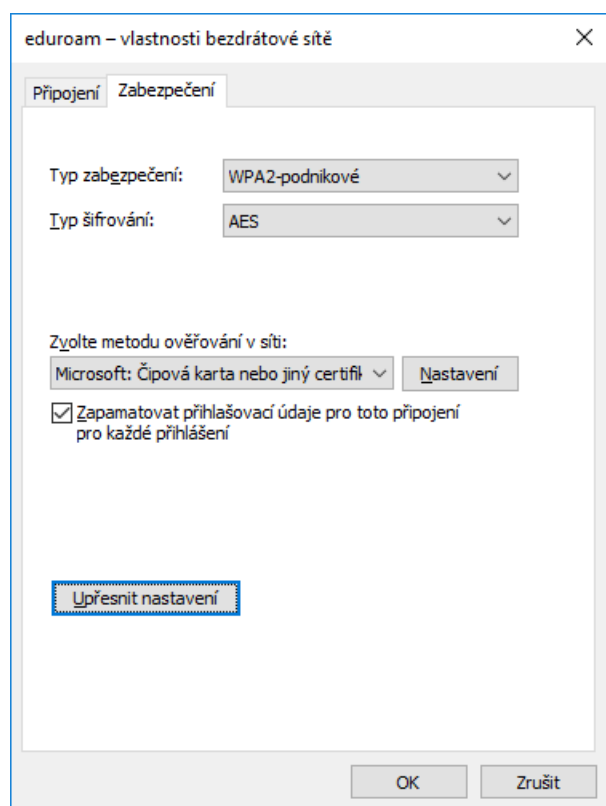 eduroam – vlastnosti bezdrátové sítě
Připojení Zabezpečení
Typ zabezpečení: WPA2-podnikové
Typ šifrování: AES
Zvolte metodu ověřování v síti:
Microsoft: Čipová karta nebo jiný certifik Nastavení
Zapamatovat přihlašovací údaje pro toto připojení
pro každé přihlášení
Upřesnit nastavení
OK Zrušit